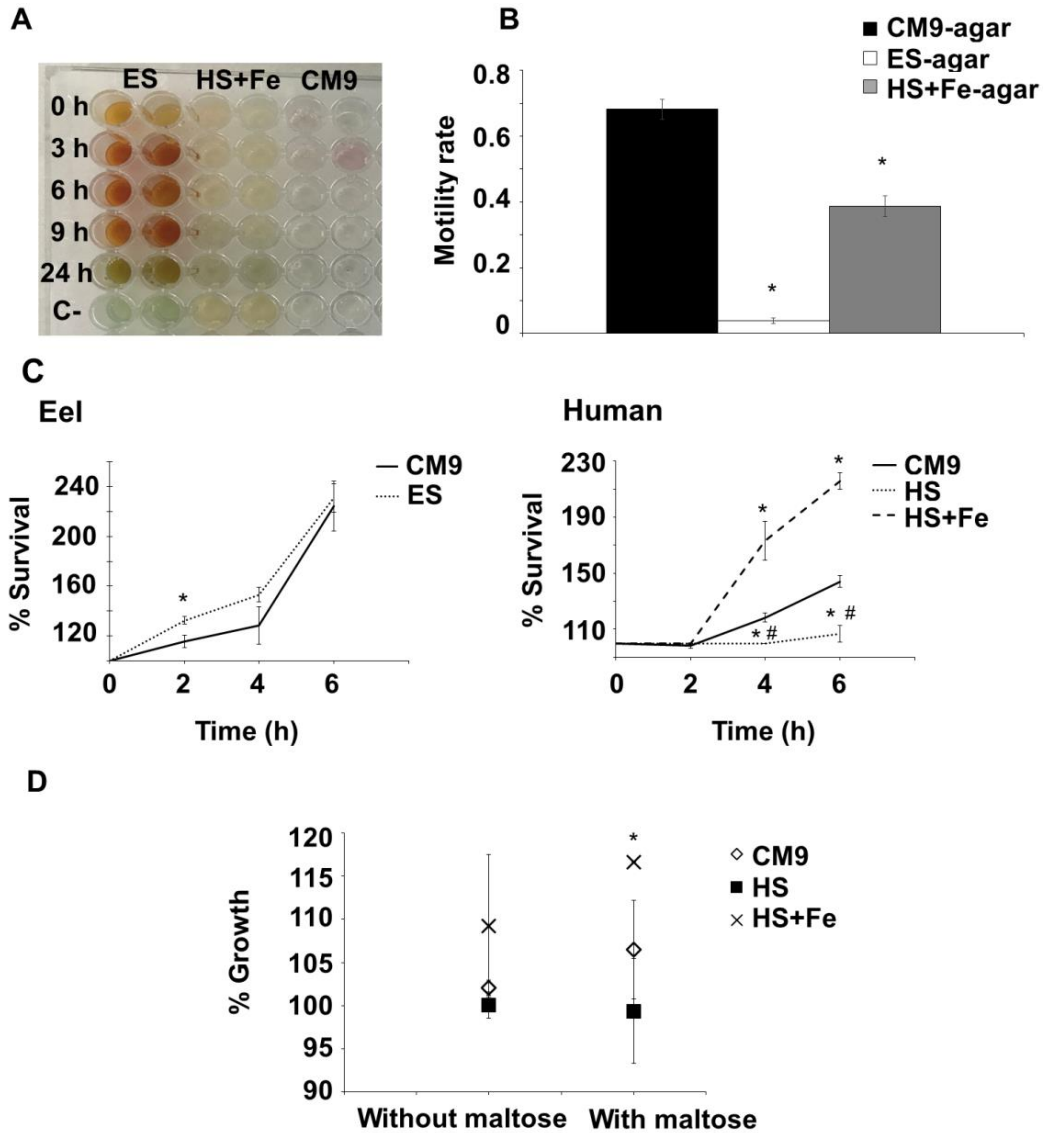 A
ES HS+Fe CM9
0 h
3 h
6 h
9 h
24 h
C-
B
CM9-agar
ES-agar
HS+Fe-agar
Motility rate
0.8
0.6
0.4
0.2
0
*
*
C
Eel
% Survival
240
200
160
120
*
0 2 4 6
Time (h)
CM9
ES
Human
% Survival
230
190
150
110
*
*
* #
* #
0 2 4 6
Time (h)
CM9
HS
HS+Fe
D
% Growth
120
115
110
105
100
95
90
*
Without maltose With maltose
CM9
HS
HS+Fe